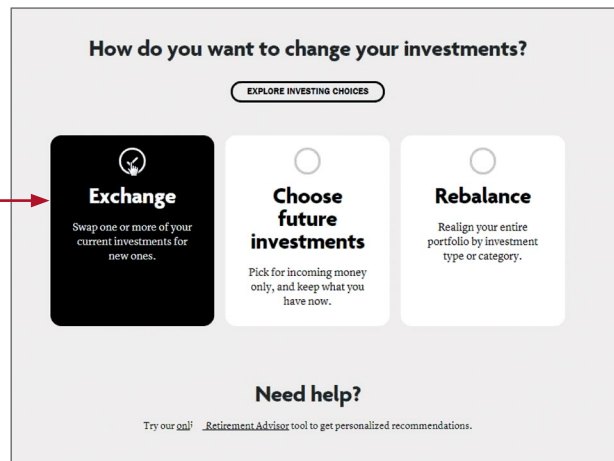 How do you want to change your investments?
EXPLORE INVESTING CHOICES
Exchange
Swap one or more of your
current investments for
new ones.
Choose
future
investments
Pick for incoming money
only, and keep what you
have now.
Rebalance
Realign your entire
portfolio by investment
type or category.
Need help?
Try our Retirement Advisor tool to get personalized recommendations.